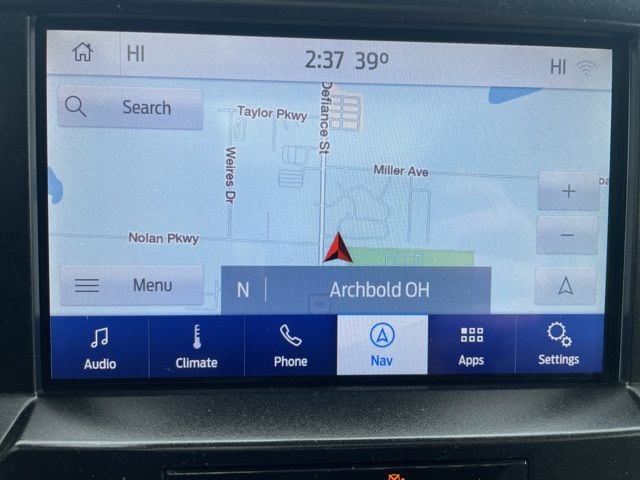 HI
2:37 39°
HI
Search
Taylor Pkwy
Defiance St
Weires Dr
Miller Ave
Nolan Pkwy
Menu
N
Archbold OH
Audio
Climate
Phone
Nav
Apps
Settings